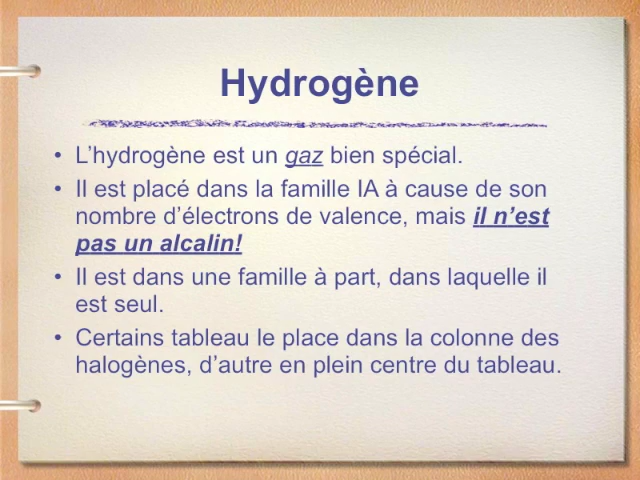 Hydrogène
• L’hydrogène est un gaz bien spécial.
• Il est placé dans la famille IA à cause de son
nombre d’électrons de valence, mais il n’est
pas un alcalin!
• Il est dans une famille à part, dans laquelle il
est seul.
• Certains tableau le place dans la colonne des
halogènes, d’autre en plein centre du tableau.